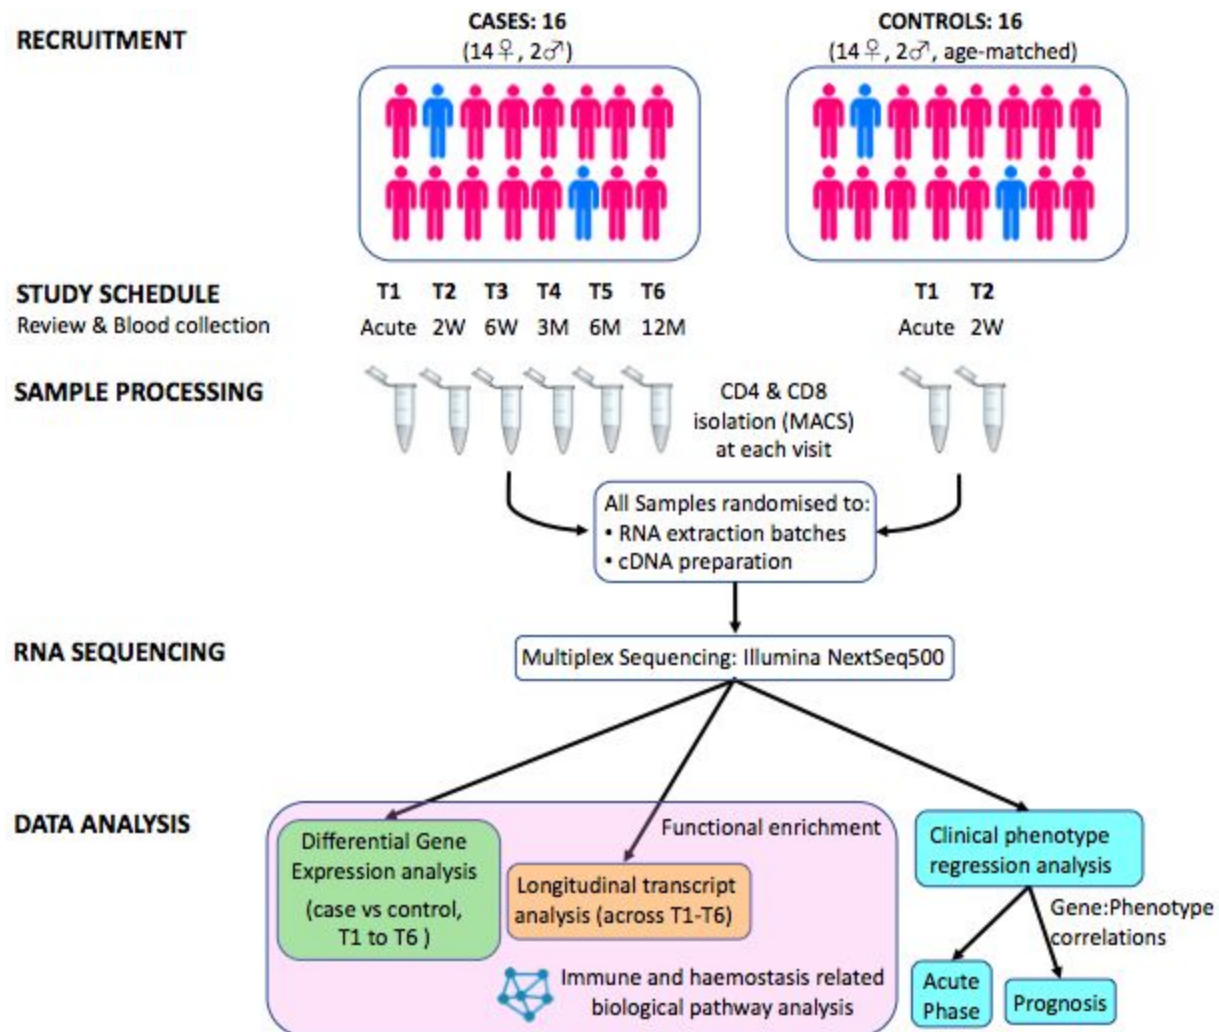 RECRUITMENT
CASES: 16
(14♀, 2♂)
CONTROLS: 16
(14♀, 2♂, age-matched)
STUDY SCHEDULE
Review & Blood collection
T1 T2 T3 T4 T5 T6
Acute 2W 6W 3M 6M 12M
T1 T2
Acute 2W
SAMPLE PROCESSING
CD4 & CD8
isolation (MACS)
at each visit
All Samples randomised to:
• RNA extraction batches
• cDNA preparation
RNA SEQUENCING
Multiplex Sequencing: Illumina NextSeq500
DATA ANALYSIS
Differential Gene
Expression analysis
(case vs control,
T1 to T6 )
Functional enrichment
Longitudinal transcript
analysis (across T1-T6)
Immune and haemostasis related
biological pathway analysis
Clinical phenotype
regression analysis
Gene:Phenotype
correlations
Acute
Phase
Prognosis